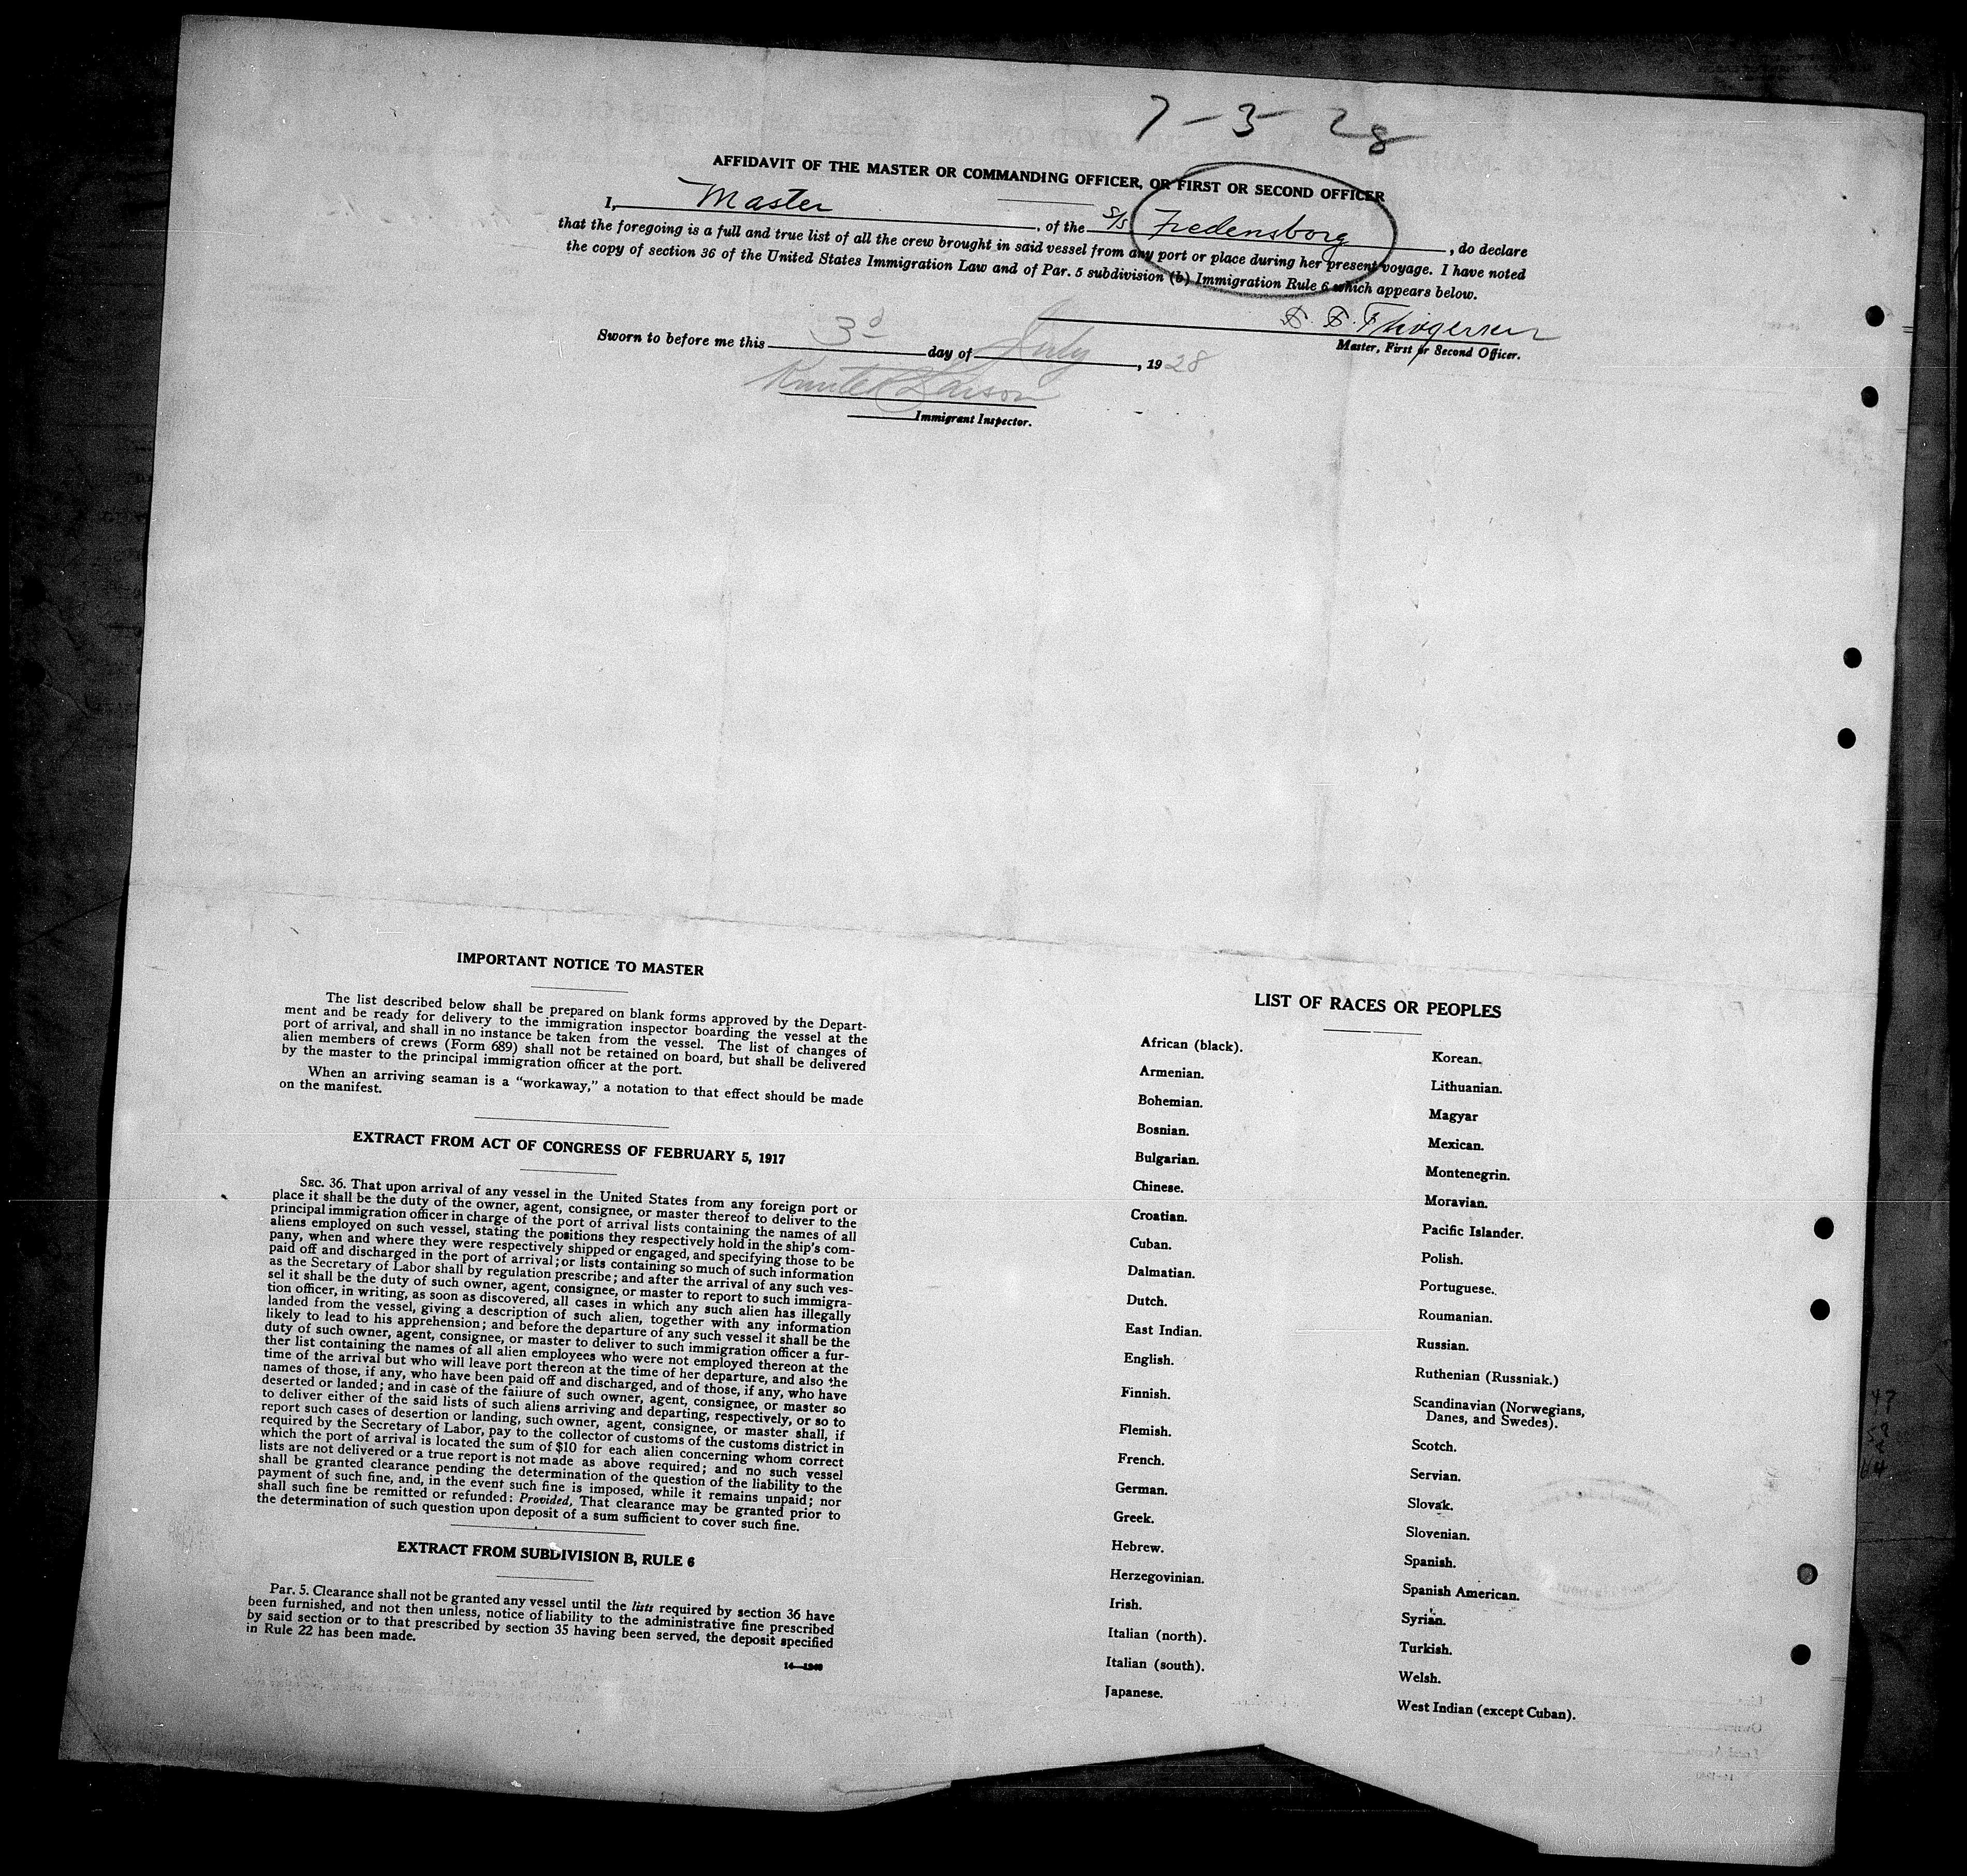 7-3-28
AFFIDAVIT OF THE MASTER OR COMMANDING OFFICER, OR FIRST OR SECOND OFFICER
I, Master, of the S/S Fredensborg, do declare
that the foregoing is a full and true list of all the crew brought in said vessel from any port or place during her present voyage. I have noted
the copy of section 36 of the United States Immigration Law and of Par. 5 subdivision (b) Immigration Rule 6 which appears below.
Thögersen
Master, First or Second Officer.
Sworn to before me this 3d day of July, 1928
Larson
Immigrant Inspector.
IMPORTANT NOTICE TO MASTER
The list described below shall be prepared on blank forms approved by the Depart-
ment and be ready for delivery to the immigration inspector boarding the vessel at the
port of arrival, and shall in no instance be taken from the vessel. The list of changes of
alien members of crews (Form 689) shall not be retained on board, but shall be delivered
by the master to the principal immigration officer at the port.
When an arriving seaman is a "workaway," a notation to that effect should be made
on the manifest.
EXTRACT FROM ACT OF CONGRESS OF FEBRUARY 5, 1917
SEC. 36. That upon arrival of any vessel in the United States from any foreign port or
place it shall be the duty of the owner, agent, consignee, or master thereof to deliver to the
principal immigration officer in charge of the port of arrival lists containing the names of all
aliens employed on such vessel, stating the positions they respectively hold in the ship's com-
pany, when and where they were respectively shipped or engaged, and specifying those to be
paid off and discharged in the port of arrival; or lists containing so much of such information
as the Secretary of Labor shall by regulation prescribe; and after the arrival of any such ves-
sel it shall be the duty of such owner, agent, consignee, or master to report to such immigra-
tion officer, in writing, as soon as discovered, all cases in which any such alien has illegally
landed from the vessel, giving a description of such alien, together with any information
likely to lead to his apprehension; and before the departure of any such vessel it shall be the
duty of such owner, agent, consignee, or master to deliver to such immigration officer a fur-
ther list containing the names of all alien employees who were not employed thereon at the
time of the arrival but who will leave port thereon at the time of her departure, and also the
names of those, if any, who have been paid off and discharged, and of those, if any, who have
deserted or landed; and in case of the failure of such owner, agent, consignee, or master so
to deliver either of the said lists of such aliens arriving and departing, respectively, or so to
report such cases of desertion or landing, such owner, agent, consignee, or master shall, if
required by the Secretary of Labor, pay to the collector of customs of the customs district in
which the port of arrival is located the sum of $10 for each alien concerning whom correct
lists are not delivered or a true report is not made as above required; and no such vessel
shall be granted clearance pending the determination of the question of the liability to the
payment of such fine, and, in the event such fine is imposed, while it remains unpaid; nor
shall such fine be remitted or refunded: Provided, That clearance may be granted prior to
the determination of such question upon deposit of a sum sufficient to cover such fine.
EXTRACT FROM SUBDIVISION B, RULE 6
Par. 5. Clearance shall not be granted any vessel until the lists required by section 36 have
been furnished, and not then unless, notice of liability to the administrative fine prescribed
by said section or to that prescribed by section 35 having been served, the deposit specified
in Rule 22 has been made.
14—1940
LIST OF RACES OR PEOPLES
African (black).
Armenian.
Bohemian.
Bosnian.
Bulgarian.
Chinese.
Croatian.
Cuban.
Dalmatian.
Dutch.
East Indian.
English.
Finnish.
Flemish.
French.
German.
Greek.
Hebrew.
Herzegovinian.
Irish.
Italian (north).
Italian (south).
Japanese.
Korean.
Lithuanian.
Magyar
Mexican.
Montenegrin.
Moravian.
Pacific Islander.
Polish.
Portuguese.
Roumanian.
Russian.
Ruthenian (Russniak.)
Scandinavian (Norwegians,
Danes, and Swedes).
Scotch.
Servian.
Slovak.
Slovenian.
Spanish.
Spanish American.
Syrian.
Turkish.
Welsh.
West Indian (except Cuban).
47